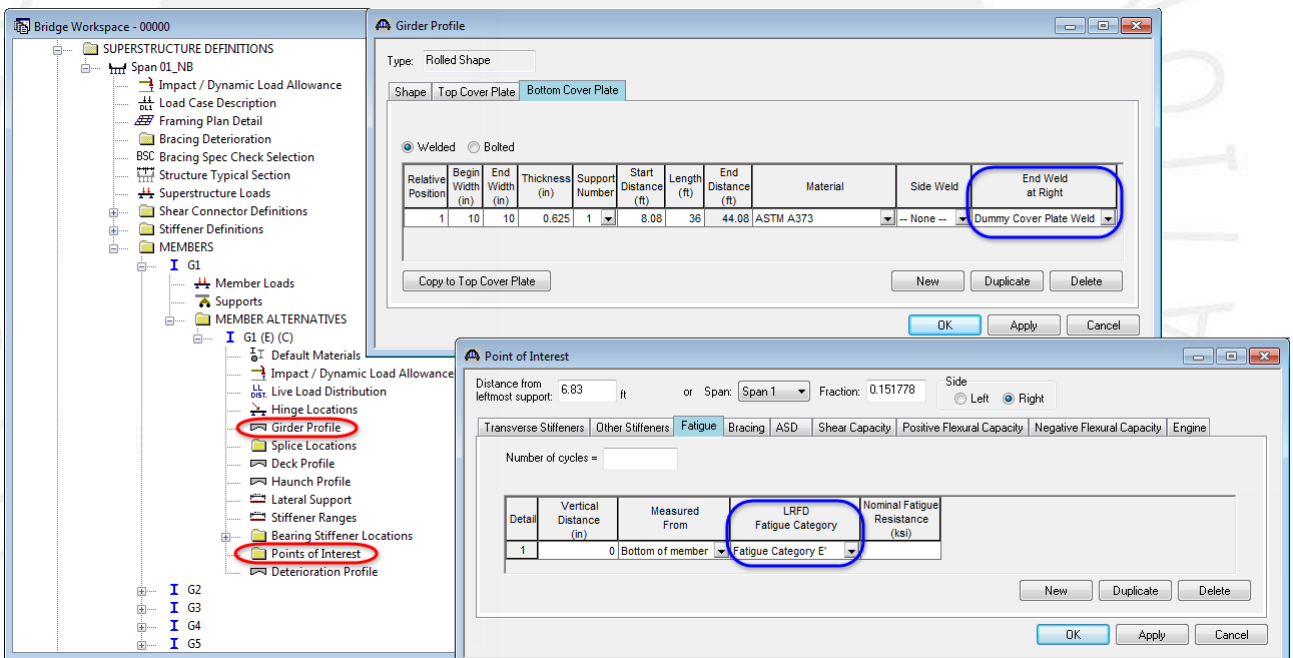 Bridge Workspace - 00000
SUPERSTRUCTURE DEFINITIONS
Span 01_NB
Impact / Dynamic Load Allowance
DL1 Load Case Description
Framing Plan Detail
Bracing Deterioration
BSC Bracing Spec Check Selection
Structure Typical Section
Superstructure Loads
Shear Connector Definitions
Stiffener Definitions
MEMBERS
G1
Member Loads
Supports
MEMBER ALTERNATIVES
G1 (E) (C)
Default Materials
Impact / Dynamic Load Allowance
LL DIST. Live Load Distribution
Hinge Locations
Girder Profile
Splice Locations
Deck Profile
Haunch Profile
Lateral Support
Stiffener Ranges
Bearing Stiffener Locations
Points of Interest
Deterioration Profile
G2
G3
G4
G5
Girder Profile
Type: Rolled Shape
Shape Top Cover Plate Bottom Cover Plate
Welded Bolted
Relative Position Begin Width (in) End Width (in) Thickness (in) Support Number Start Distance (ft) Length (ft) End Distance (ft) Material Side Weld End Weld at Right
1 10 10 0.625 1 8.08 36 44.08 ASTM A373 -- None -- Dummy Cover Plate Weld
Copy to Top Cover Plate New Duplicate Delete
OK Apply Cancel
Point of Interest
Distance from leftmost support: 6.83 ft or Span: Span 1 Fraction: 0.151778 Side Left Right
Transverse Stiffeners Other Stiffeners Fatigue Bracing ASD Shear Capacity Positive Flexural Capacity Negative Flexural Capacity Engine
Number of cycles =
Detail Vertical Distance (in) Measured From LRFD Fatigue Category Nominal Fatigue Resistance (ksi)
1 0 Bottom of member Fatigue Category E'
New Duplicate Delete
OK Apply Cancel